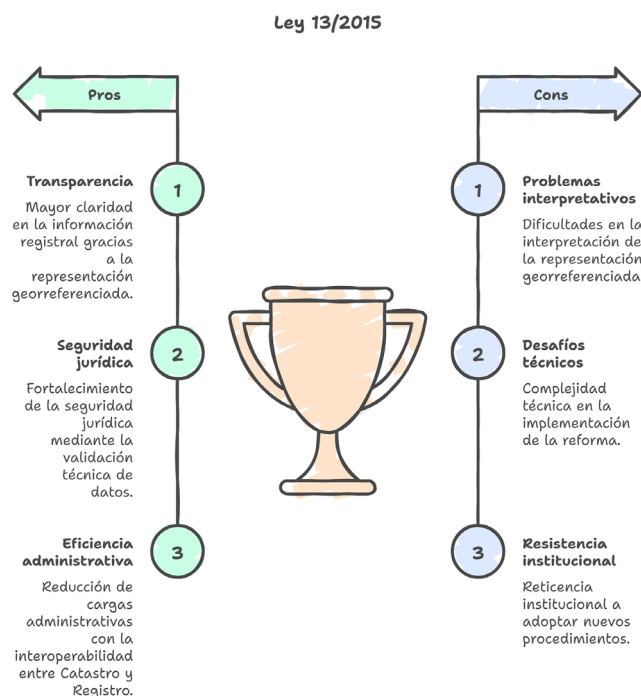 Ley 13/2015
Pros
1
Transparencia
Mayor claridad
en la información
registral gracias
a la
representación
georreferenciada.
2
Seguridad
jurídica
Fortalecimiento
de la seguridad
jurídica
mediante la
validación
técnica de
datos.
3
Eficiencia
administrativa
Reducción de
cargas
administrativas
con la
interoperabilidad
entre Catastro y
Registro.
Cons
1
Problemas
interpretativos
Dificultades en la
interpretación de
la representación
georreferenciada
2
Desafíos
técnicos
Complejidad
técnica en la
implementación
de la reforma.
3
Resistencia
institucional
Reticencia
institucional a
adoptar nuevos
procedimientos.